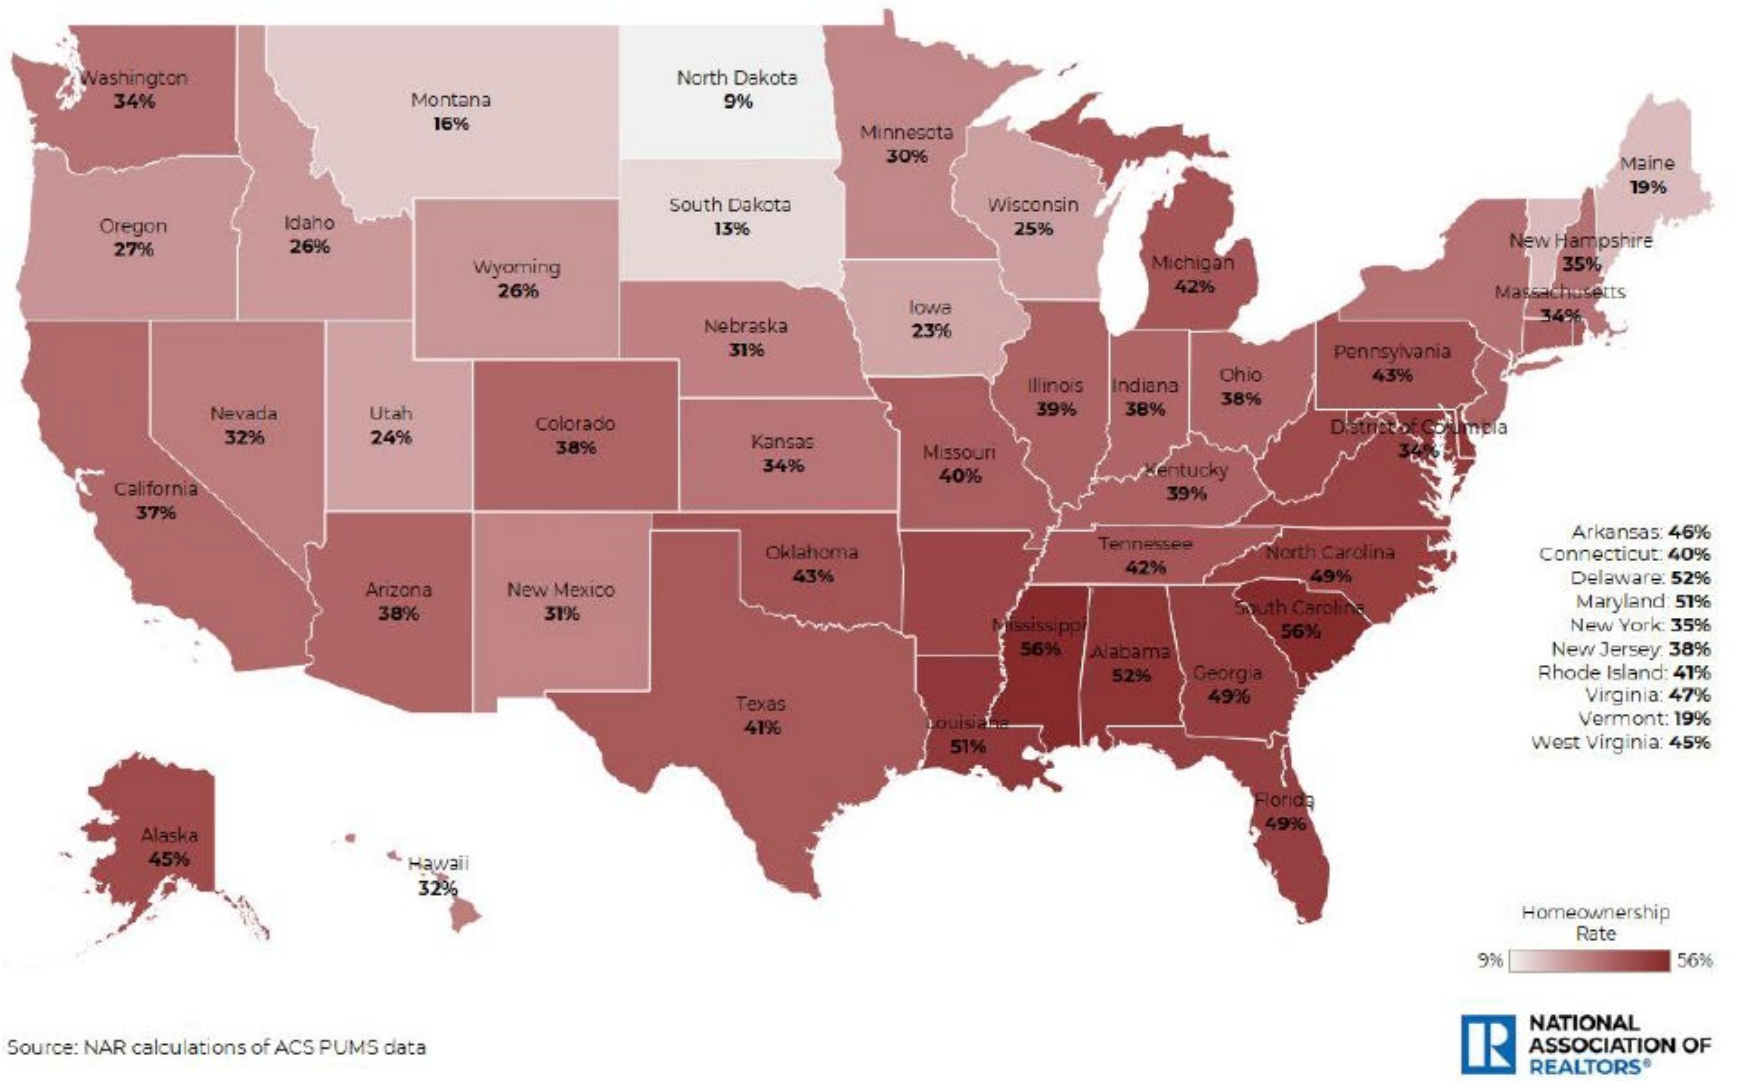 Washington
34%
Montana
16%
North Dakota
9%
Minnesota
30%
Maine
19%
Oregon
27%
Idaho
26%
South Dakota
13%
Wisconsin
25%
New Hampshire
35%
Wyoming
26%
Michigan
42%
Massachusetts
34%
Iowa
23%
Nebraska
31%
Pennsylvania
43%
Nevada
32%
Utah
24%
Colorado
38%
Illinois
39%
Indiana
38%
Ohio
38%
Kansas
34%
Missouri
40%
District of Columbia
34%
Kentucky
39%
California
37%
Arizona
38%
New Mexico
31%
Oklahoma
43%
Tennessee
42%
North Carolina
49%
South Carolina
56%
Mississippi
56%
Alabama
52%
Georgia
49%
Texas
41%
Louisiana
51%
Florida
49%
Alaska
45%
Hawaii
32%
Arkansas: 46%
Connecticut: 40%
Delaware: 52%
Maryland: 51%
New York: 35%
New Jersey: 38%
Rhode Island: 41%
Virginia: 47%
Vermont: 19%
West Virginia: 45%
Homeownership
Rate
9% 56%
Source: NAR calculations of ACS PUMS data
R
NATIONAL
ASSOCIATION OF
REALTORS®